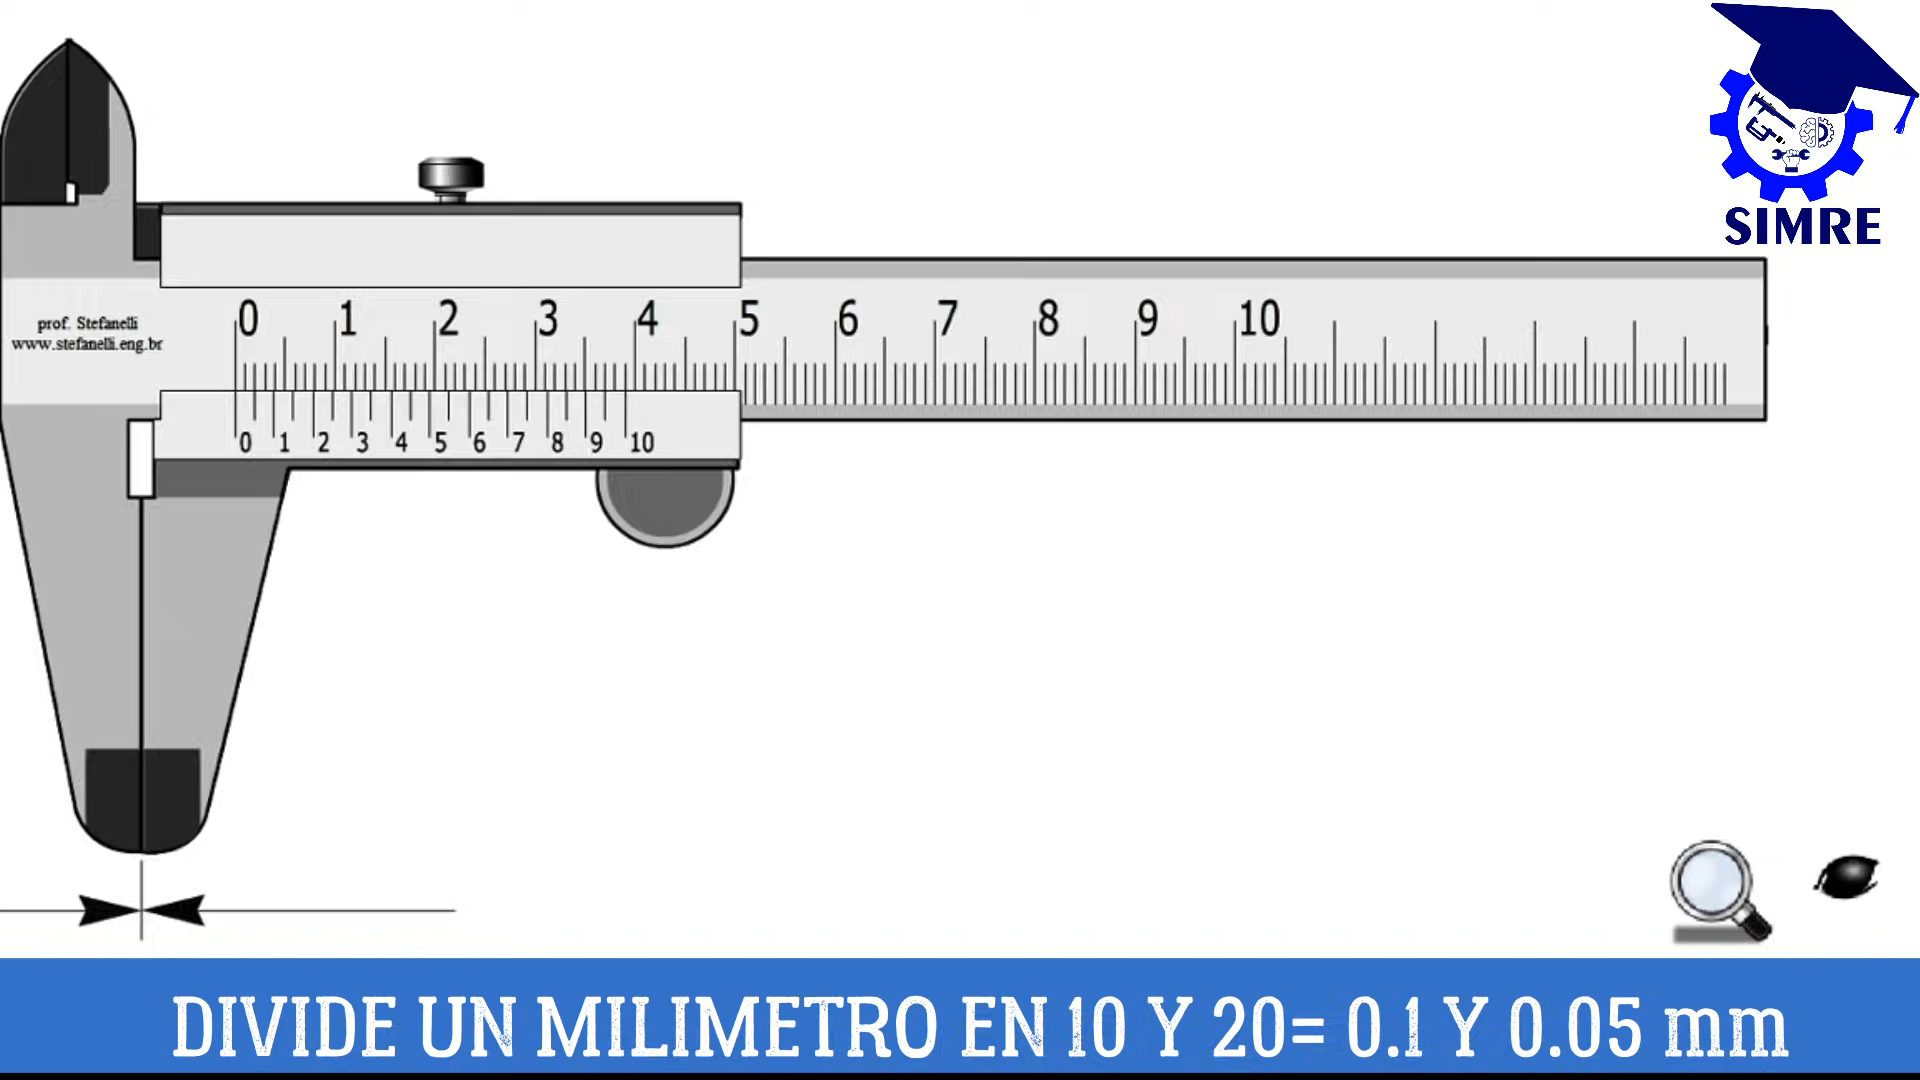 SIMRE
0 1 2 3 4 5 6 7 8 9 10
prof. Stefanelli
www.stefanelli.eng.br
0 1 2 3 4 5 6 7 8 9 10
DIVIDE UN MILIMETRO EN 10 Y 20= 0.1 Y 0.05 mm